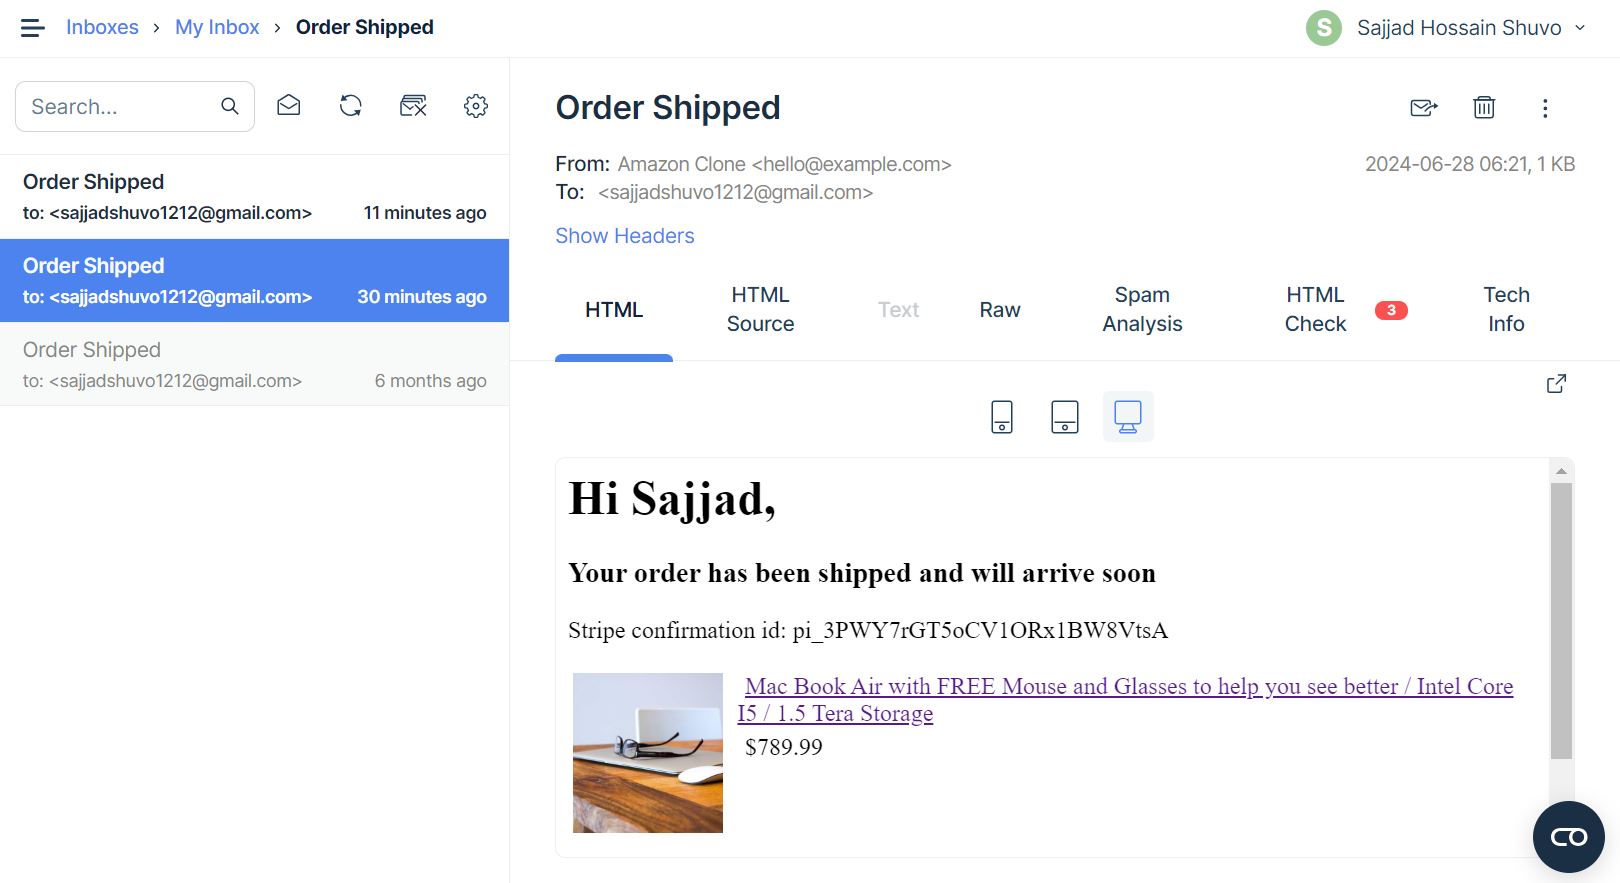 Inboxes > My Inbox > Order Shipped
S Sajjad Hossain Shuvo
Search...
Order Shipped
to: <sajjadshuvo1212@gmail.com> 11 minutes ago
Order Shipped
to: <sajjadshuvo1212@gmail.com> 30 minutes ago
Order Shipped
to: <sajjadshuvo1212@gmail.com> 6 months ago
Order Shipped
From: Amazon Clone <hello@example.com> 2024-06-28 06:21, 1 KB
To: <sajjadshuvo1212@gmail.com>
Show Headers
HTML
HTML
Source
Text
Raw
Spam
Analysis
HTML
Check
3
Tech
Info
Hi Sajjad,
Your order has been shipped and will arrive soon
Stripe confirmation id: pi_3PWY7rGT5oCV1ORx1BW8VtsA
Mac Book Air with FREE Mouse and Glasses to help you see better / Intel Core
I5 / 1.5 Tera Storage
$789.99